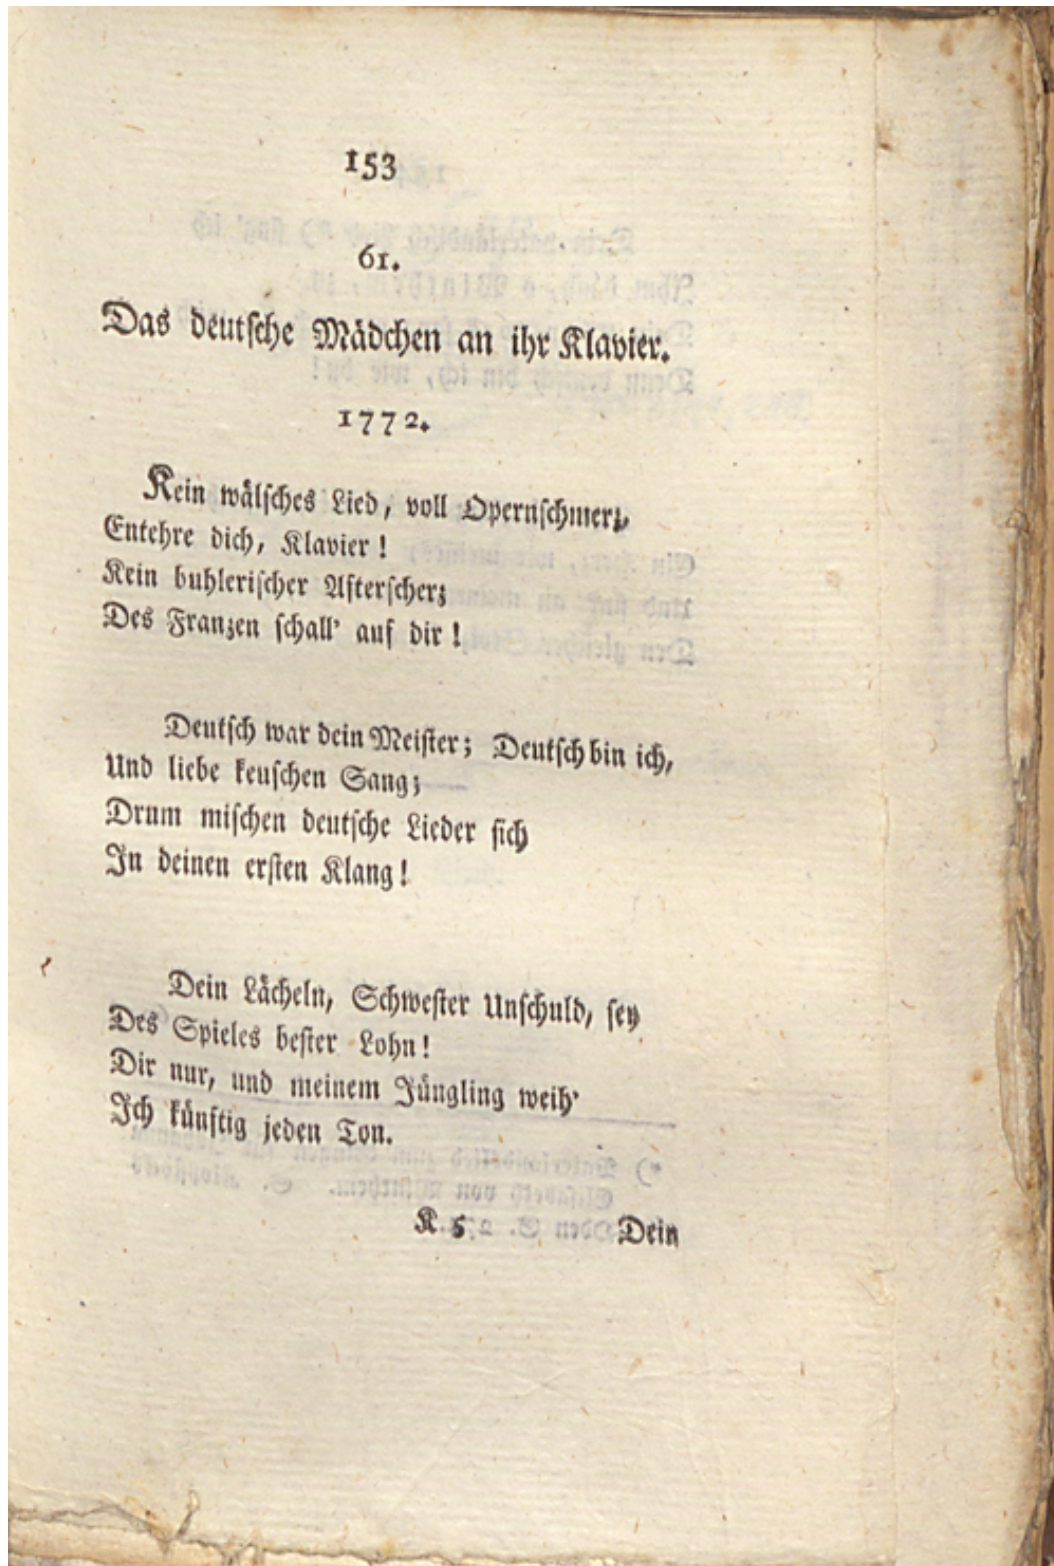 153
61.
Das deutsche Mädchen an ihr Klavier.
1772.
Kein wälsches Lied, voll Opernschmerz,
Entehre dich, Klavier!
Kein buhlerischer Afterscherz
Des Franzen schall' auf dir!
Deutsch war dein Meister; Deutsch bin ich,
Und liebe keuschen Sang;
Drum mischen deutsche Lieder sich
In deinen ersten Klang!
Dein Lächeln, Schwester Unschuld, sey
Des Spieles bester Lohn!
Dir nur, und meinem Jüngling weih'
Ich künftig jeden Ton.
K 5 Dein